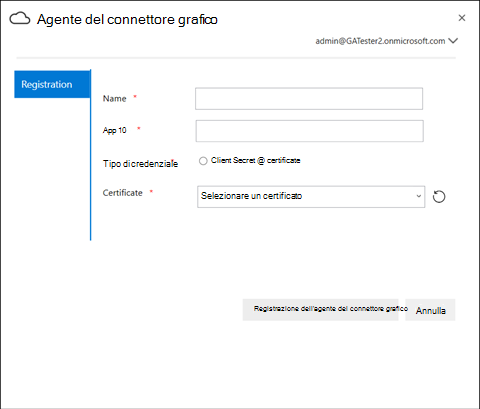 Agente del connettore grafico
admin@GATester2.onmicrosoft.com
Registration
Name *
App 10 *
Tipo di credenziale
Client Secret @ certificate
Certificate *
Selezionare un certificato
Registrazione dell'agente del connettore grafico
Annulla